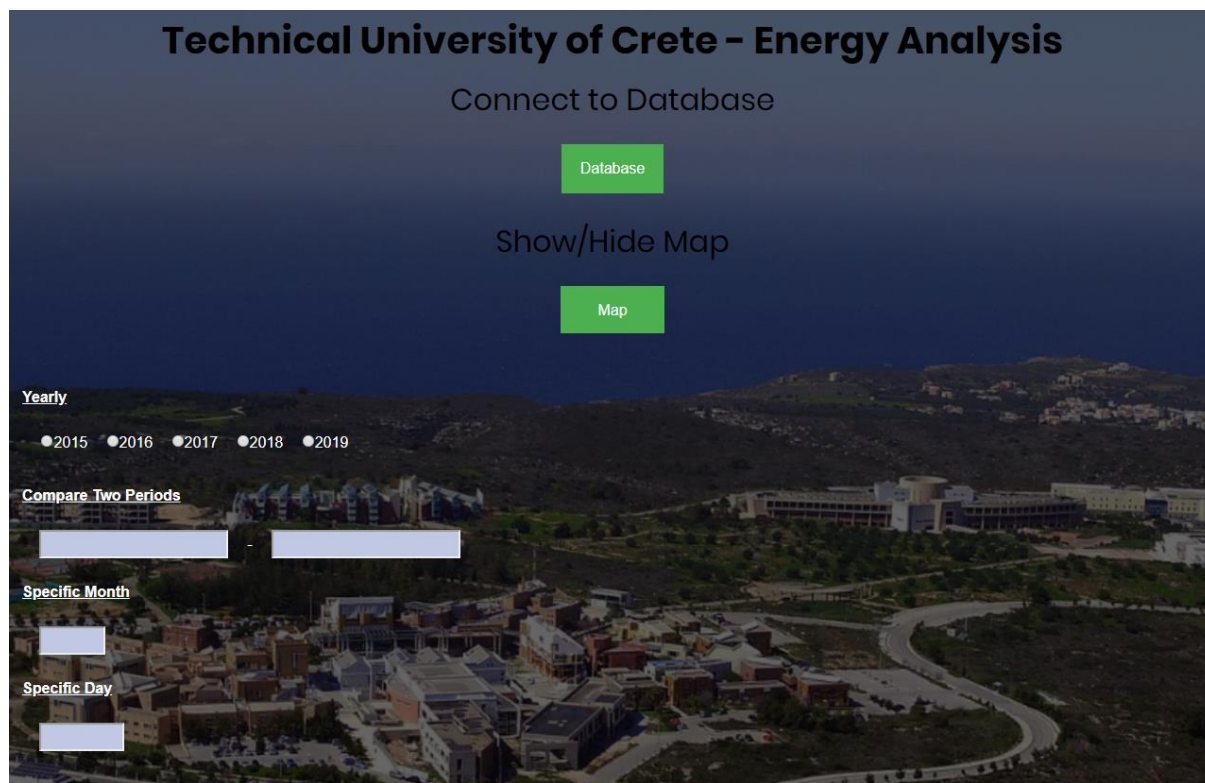 Technical University of Crete - Energy Analysis
Connect to Database
Database
Show/Hide Map
Map
Yearly
2015 2016 2017 2018 2019
Compare Two Periods
-
Specific Month
Specific Day